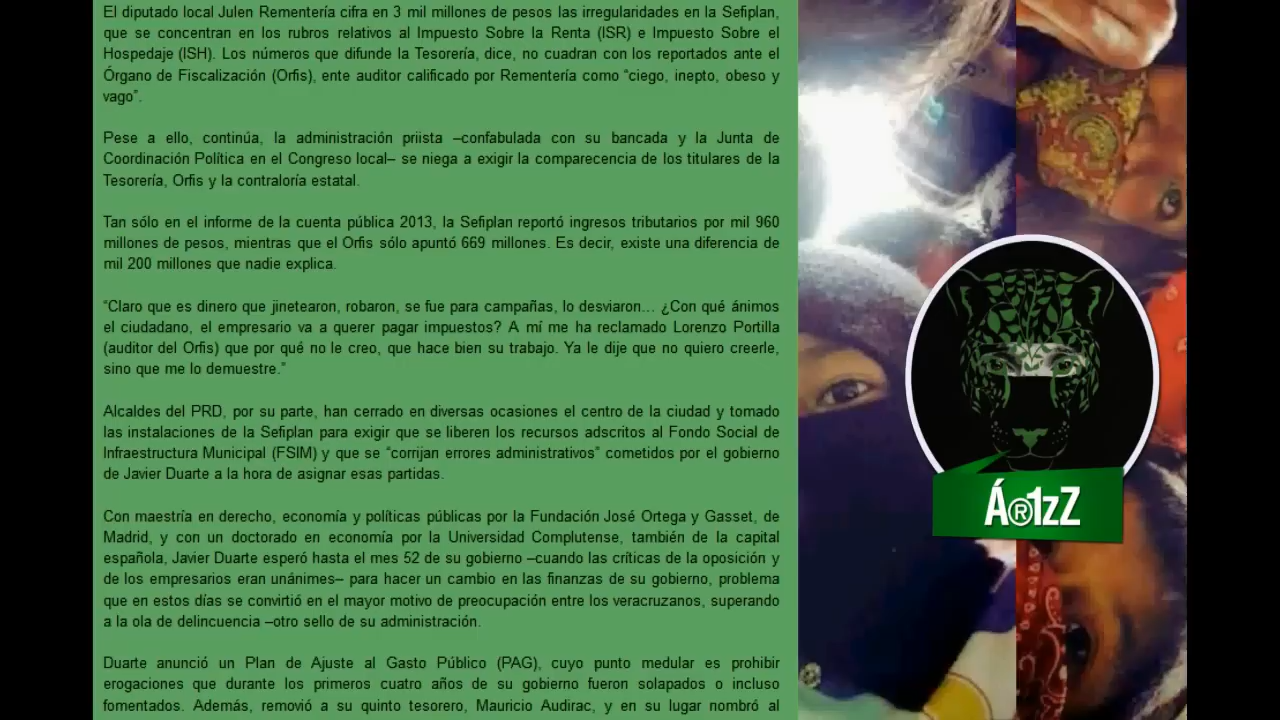 El diputado local Julen Rementería cifra en 3 mil millones de pesos las irregularidades en la Sefiplan,
que se concentran en los rubros relativos al Impuesto Sobre la Renta (ISR) e Impuesto Sobre el
Hospedaje (ISH). Los números que difunde la Tesorería, dice, no cuadran con los reportados ante el
Órgano de Fiscalización (Orfis), ente auditor calificado por Rementería como “ciego, inepto, obeso y
vago”.
Pese a ello, continúa, la administración priista –confabulada con su bancada y la Junta de
Coordinación Política en el Congreso local– se niega a exigir la comparecencia de los titulares de la
Tesorería, Orfis y la contraloría estatal.
Tan sólo en el informe de la cuenta pública 2013, la Sefiplan reportó ingresos tributarios por mil 960
millones de pesos, mientras que el Orfis sólo apuntó 669 millones. Es decir, existe una diferencia de
mil 200 millones que nadie explica.
“Claro que es dinero que jinetearon, robaron, se fue para campañas, lo desviaron... ¿Con qué ánimos
el ciudadano, el empresario va a querer pagar impuestos? A mí me ha reclamado Lorenzo Portilla
(auditor del Orfis) que por qué no le creo, que hace bien su trabajo. Ya le dije que no quiero creerle,
sino que me lo demuestre.”
Alcaldes del PRD, por su parte, han cerrado en diversas ocasiones el centro de la ciudad y tomado
las instalaciones de la Sefiplan para exigir que se liberen los recursos adscritos al Fondo Social de
Infraestructura Municipal (FSIM) y que se “corrijan errores administrativos” cometidos por el gobierno
de Javier Duarte a la hora de asignar esas partidas.
Con maestría en derecho, economía y políticas públicas por la Fundación José Ortega y Gasset, de
Madrid, y con un doctorado en economía por la Universidad Complutense, también de la capital
española, Javier Duarte esperó hasta el mes 52 de su gobierno –cuando las críticas de la oposición y
de los empresarios eran unánimes– para hacer un cambio en las finanzas de su gobierno, problema
que en estos días se convirtió en el mayor motivo de preocupación entre los veracruzanos, superando
a la ola de delincuencia –otro sello de su administración.
Duarte anunció un Plan de Ajuste al Gasto Público (PAG), cuyo punto medular es prohibir
erogaciones que durante los primeros cuatro años de su gobierno fueron solapados o incluso
fomentados. Además, removió a su quinto tesorero, Mauricio Audirac, y en su lugar nombró al
Á®1zZ